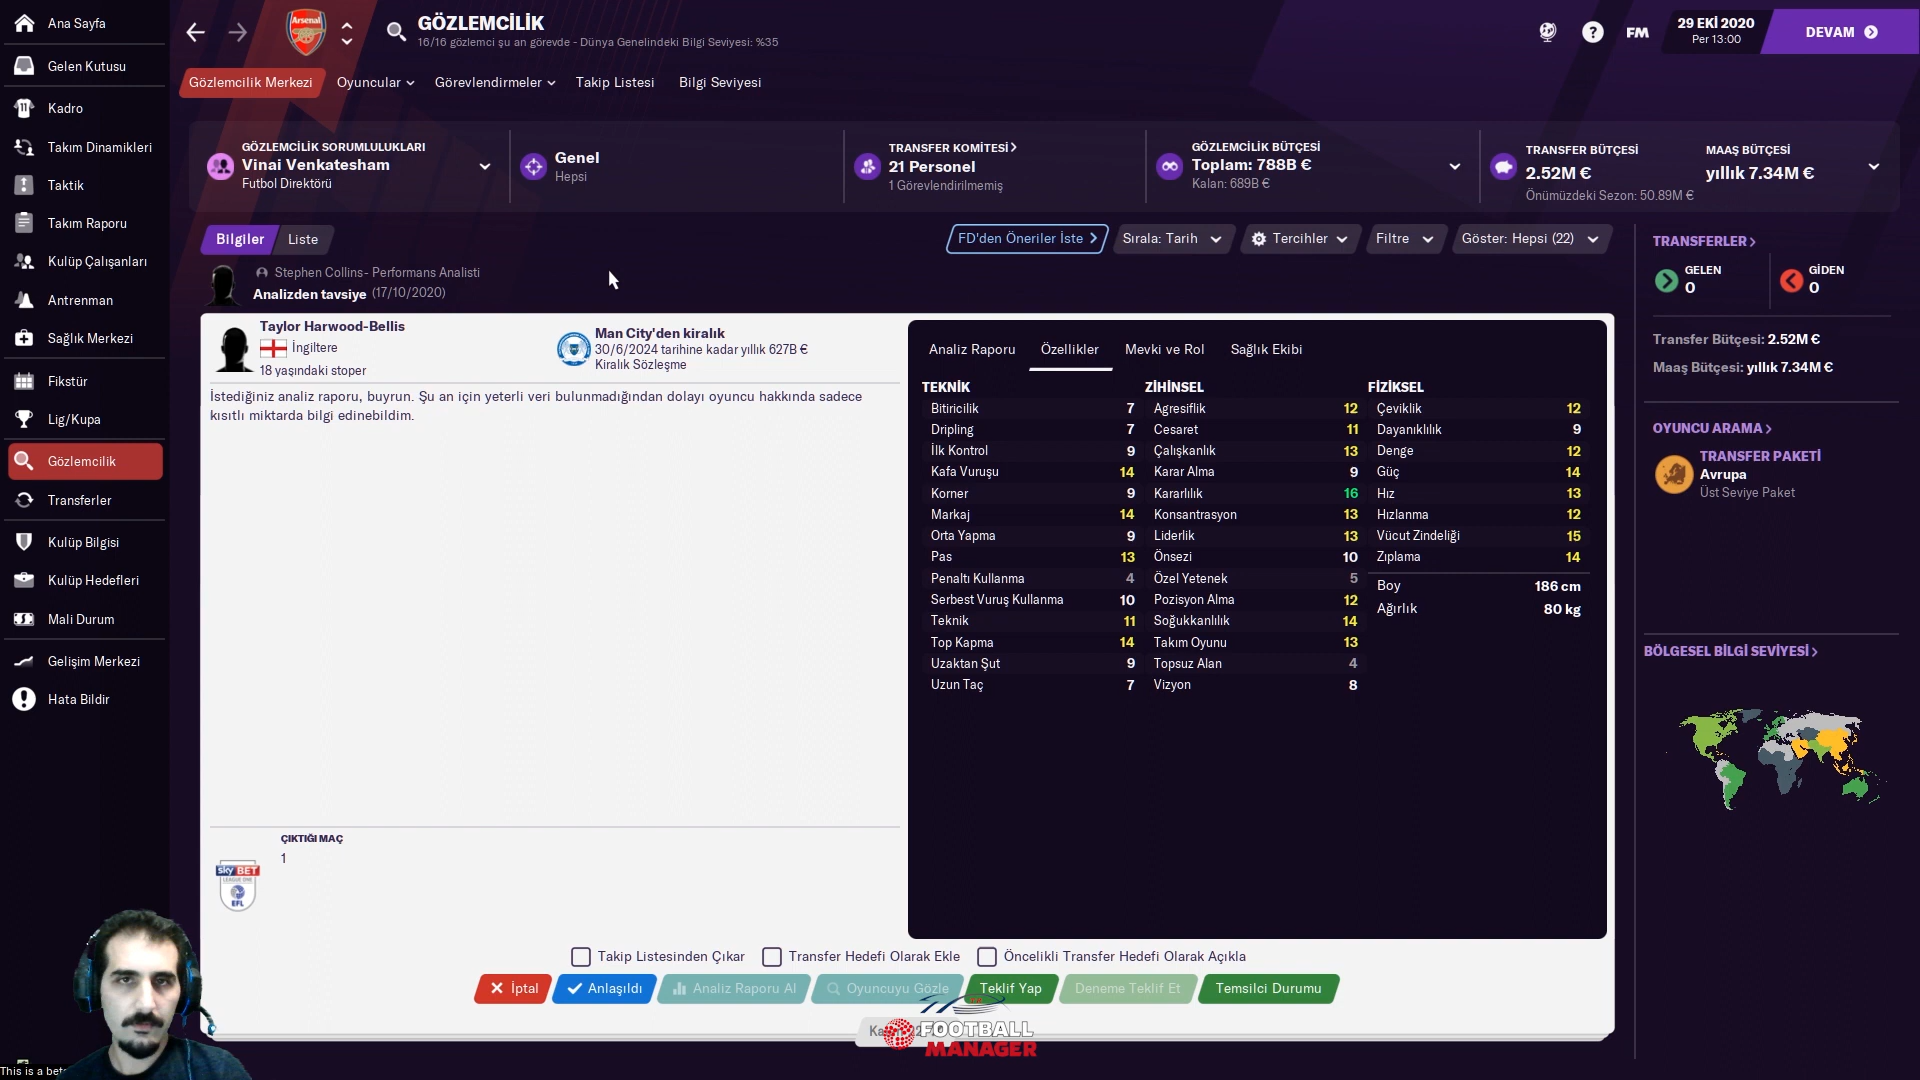 Ana Sayfa
Gelen Kutusu
Kadro
Takım Dinamikleri
Taktik
Takım Raporu
Kulüp Çalışanları
Antrenman
Sağlık Merkezi
Fikstür
Lig/Kupa
Gözlemcilik
Transferler
Kulüp Bilgisi
Kulüp Hedefleri
Mali Durum
Gelişim Merkezi
Hata Bildir
Arsenal
GÖZLEMCİLİK
16/16 gözlemci şu an görevde - Dünya Genelindeki Bilgi Seviyesi: %35
FM
29 EKİ 2020
Per 13:00
DEVAM
Gözlemcilik Merkezi
Oyuncular
Görevlendirmeler
Takip Listesi
Bilgi Seviyesi
GÖZLEMCİLİK SORUMLULUKLARI
Vinai Venkatesham
Futbol Direktörü
Genel
Hepsi
TRANSFER KOMİTESİ
21 Personel
1 Görevlendirilmemiş
GÖZLEMCİLİK BÜTÇESİ
Toplam: 788B €
Kalan: 689B €
TRANSFER BÜTÇESİ
2.52M €
Önümüzdeki Sezon: 50.89M €
MAAŞ BÜTÇESİ
yıllık 7.34M €
Bilgiler
Liste
FD'den Öneriler İste
Sırala: Tarih
Tercihler
Filtre
Göster: Hepsi (22)
Stephen Collins- Performans Analisti
Analizden tavsiye (17/10/2020)
Taylor Harwood-Bellis
İngiltere
18 yaşındaki stoper
Man City'den kiralık
30/6/2024 tarihine kadar yıllık 627B €
Kiralık Sözleşme
İstediğiniz analiz raporu, buyrun. Şu an için yeterli veri bulunmadığından dolayı oyuncu hakkında sadece
kısıtlı miktarda bilgi edinebildim.
ÇIKTIĞI MAÇ
1
sky BET
EFL
Analiz Raporu
Özellikler
Mevki ve Rol
Sağlık Ekibi
TEKNİK
Bitiricilik 7
Dripling 7
İlk Kontrol 9
Kafa Vuruşu 14
Korner 9
Markaj 14
Orta Yapma 9
Pas 13
Penaltı Kullanma 4
Serbest Vuruş Kullanma 10
Teknik 11
Top Kapma 14
Uzaktan Şut 9
Uzun Taç 7
ZİHİNSEL
Agresiflik 12
Cesaret 11
Çalışkanlık 13
Karar Alma 9
Kararlılık 16
Konsantrasyon 13
Liderlik 13
Önsezi 10
Özel Yetenek 5
Pozisyon Alma 12
Soğukkanlılık 14
Takım Oyunu 13
Topsuz Alan 4
Vizyon 8
FİZİKSEL
Çeviklik 12
Dayanıklılık 9
Denge 12
Güç 14
Hız 13
Hızlanma 12
Vücut Zindeliği 15
Zıplama 14
Boy 186 cm
Ağırlık 80 kg
Takip Listesinden Çıkar
Transfer Hedefi Olarak Ekle
Öncelikli Transfer Hedefi Olarak Açıkla
İptal
Anlaşıldı
Analiz Raporu Al
Oyuncuyu Gözle
Teklif Yap
Deneme Teklif Et
Temsilci Durumu
FOOTBALL
MANAGER
TRANSFERLER
GELEN
0
GİDEN
0
Transfer Bütçesi: 2.52M €
Maaş Bütçesi: yıllık 7.34M €
OYUNCU ARAMA
TRANSFER PAKETİ
Avrupa
Üst Seviye Paket
BÖLGESEL BİLGİ SEVİYESİ
This is a